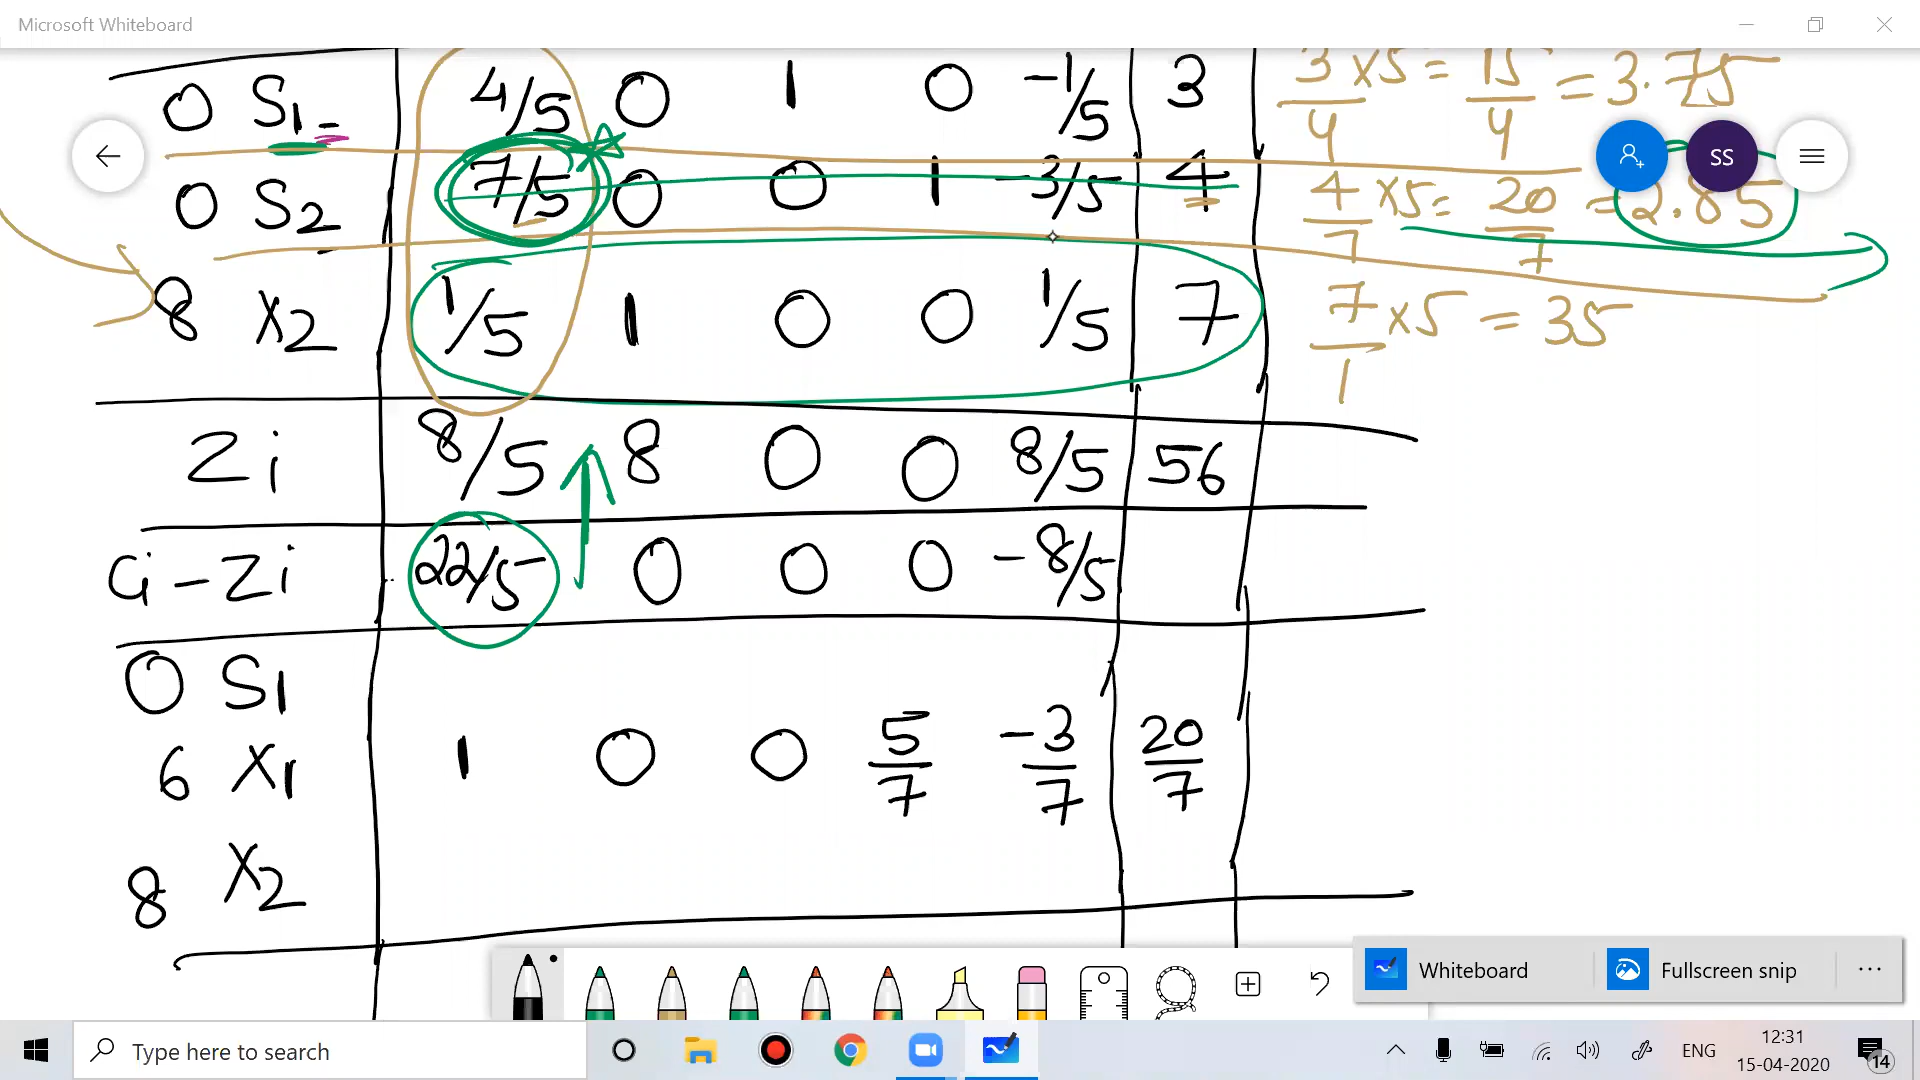 Microsoft Whiteboard
0 S1 4/5 0 1 0 -1/5 3 3/4 ×5 = 15/4 = 3.75
SS
0 S2 7/5 0 0 1 -3/5 4 4/7 ×5 = 20/7 = 2.85
8 X2 1/5 1 0 0 1/5 7 7/1 ×5 = 35
Zi 8/5 8 0 0 8/5 56
Ci - Zi 22/5 0 0 0 -8/5
0 S1
6 X1 1 0 0 5/7 -3/7 20/7
8 X2
Whiteboard
Fullscreen snip
Type here to search
ENG
12:31
15-04-2020
14